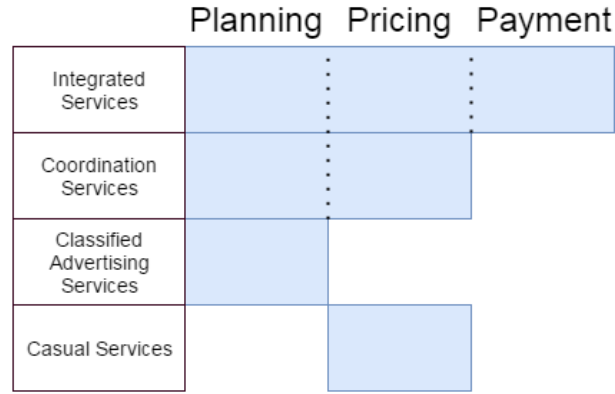 Planning Pricing Payment
Integrated
Services
Coordination
Services
Classified
Advertising
Services
Casual Services